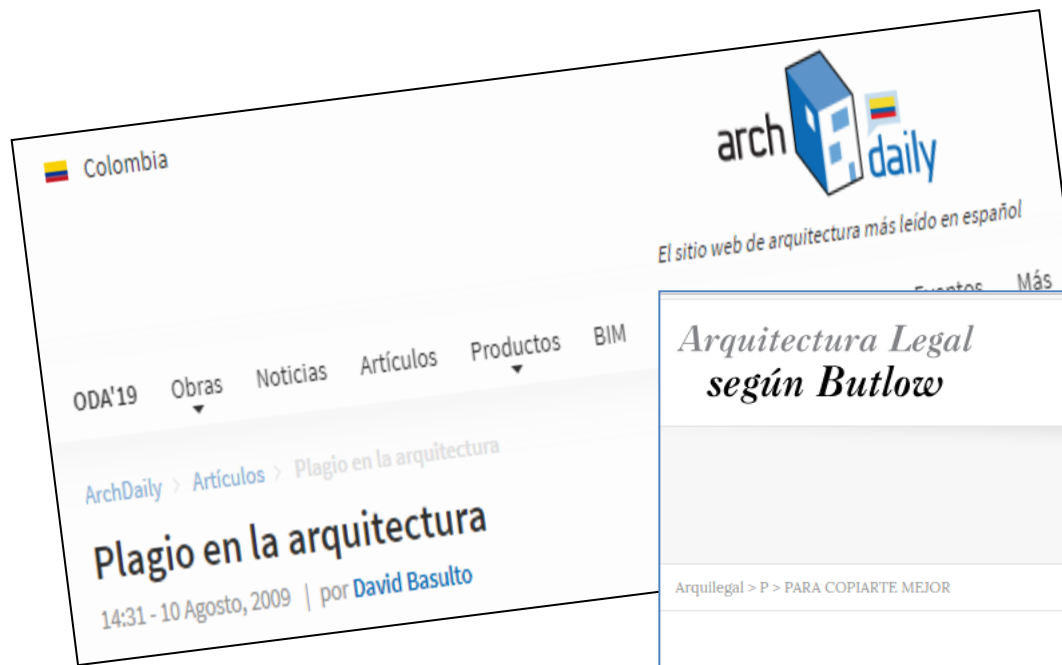 Colombia
arch
daily
El sitio web de arquitectura más leído en español
ODA'19 Obras Noticias Artículos Productos BIM Eventos Más
ArchDaily > Artículos > Plagio en la arquitectura
Plagio en la arquitectura
14:31 - 10 Agosto, 2009 | por David Basulto
Arquitectura Legal
según Butlow
Arquilegal > P > PARA COPIARTE MEJOR